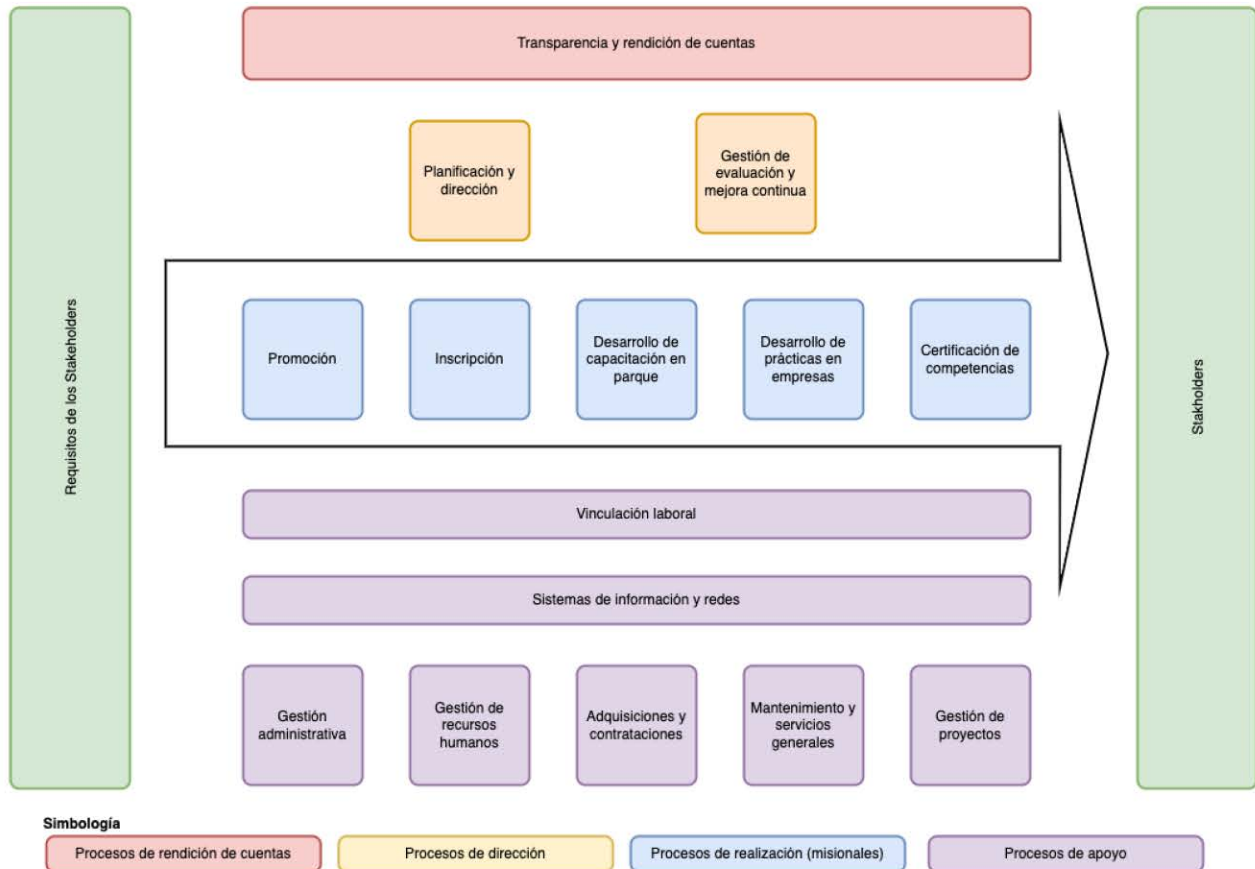 Transparencia y rendición de cuentas
Planificación y
dirección
Gestión de
evaluación y
mejora continua
Requisitos de los Stakeholders
Promoción
Inscripción
Desarrollo de
capacitación en
parque
Desarrollo de
prácticas en
empresas
Certificación de
competencias
Stakholders
Vinculación laboral
Sistemas de información y redes
Gestión
administrativa
Gestión de
recursos
humanos
Adquisiciones y
contrataciones
Mantenimiento y
servicios
generales
Gestión de
proyectos
Simbología
Procesos de rendición de cuentas
Procesos de dirección
Procesos de realización (misionales)
Procesos de apoyo